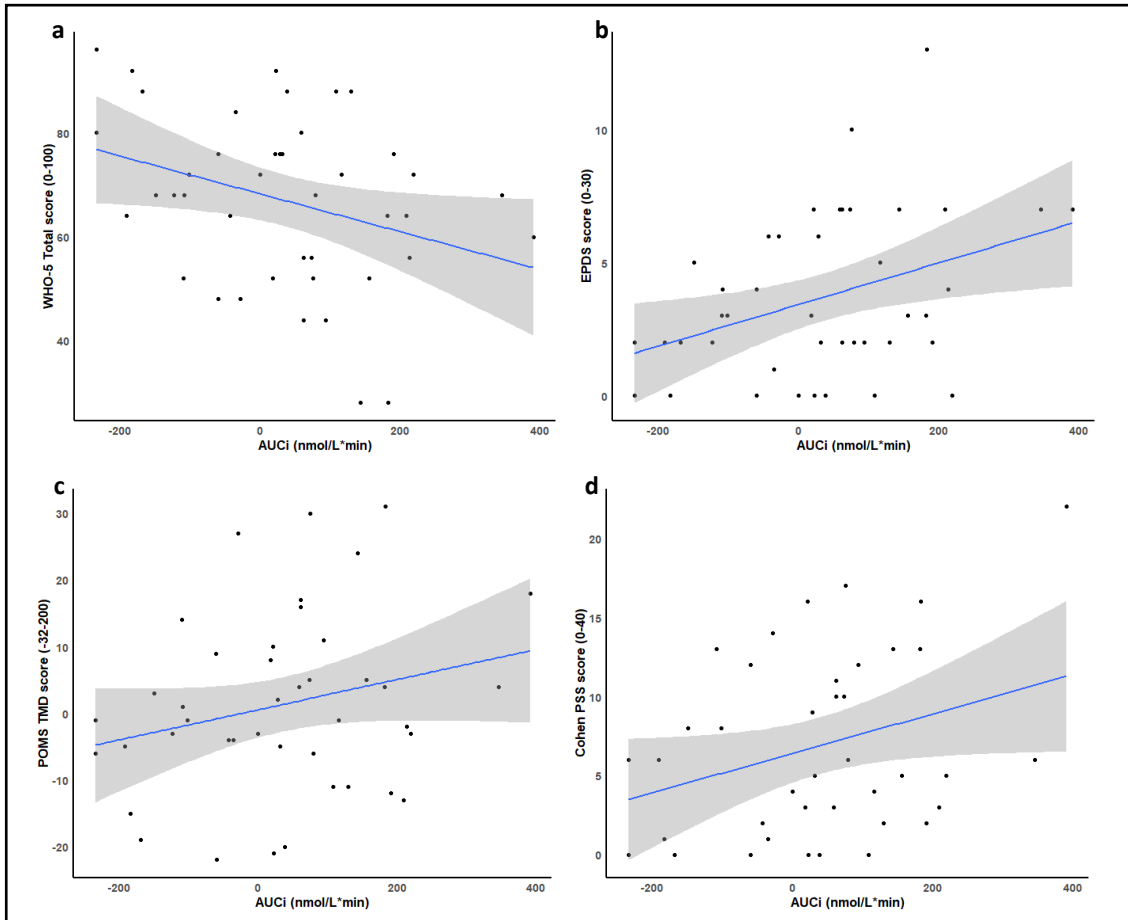 a
WHO-5 Total score (0-100)
80
60
40
-200 0 200 400
AUCi (nmol/L*min)
b
EPDS score (0-30)
10
5
0
-200 0 200 400
AUCi (nmol/L*min)
c
POMS TMD score (-32-200)
30
20
10
0
-10
-20
-200 0 200 400
AUCi (nmol/L*min)
d
Cohen PSS score (0-40)
20
15
10
5
0
-200 0 200 400
AUCi (nmol/L*min)